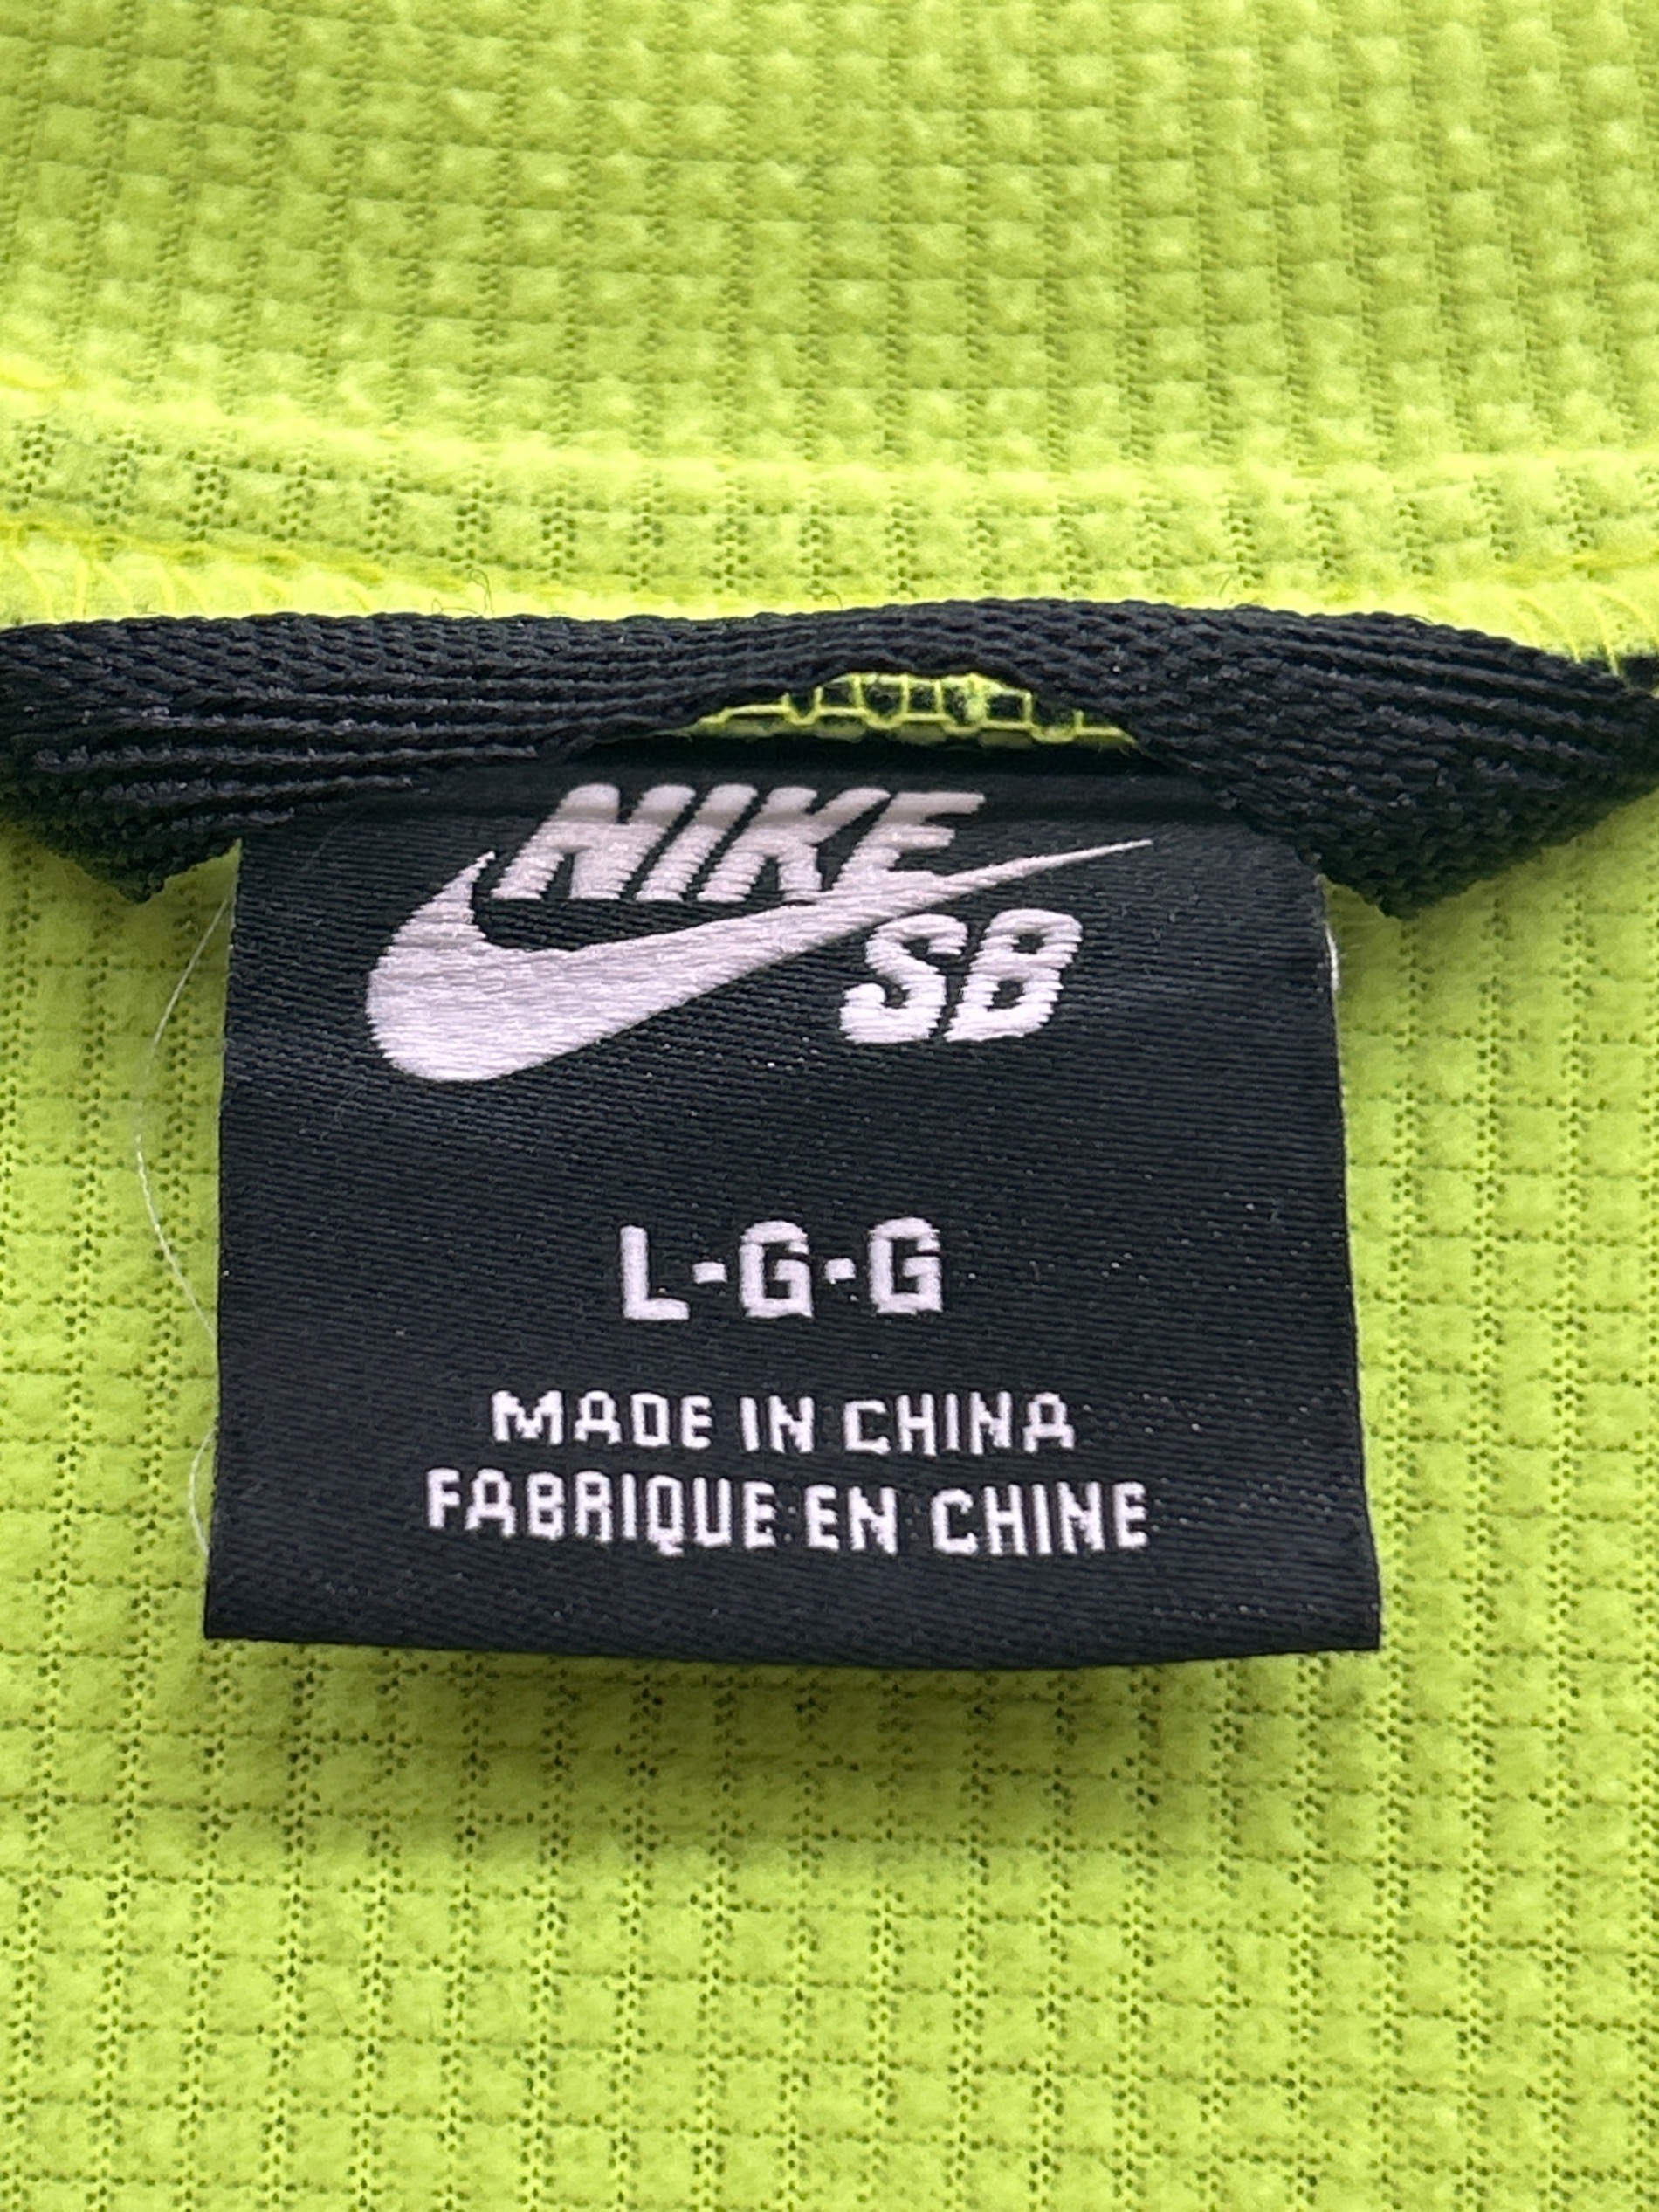 NIKE
SB
L-G-G
MADE IN CHINA
FABRIQUE EN CHINE